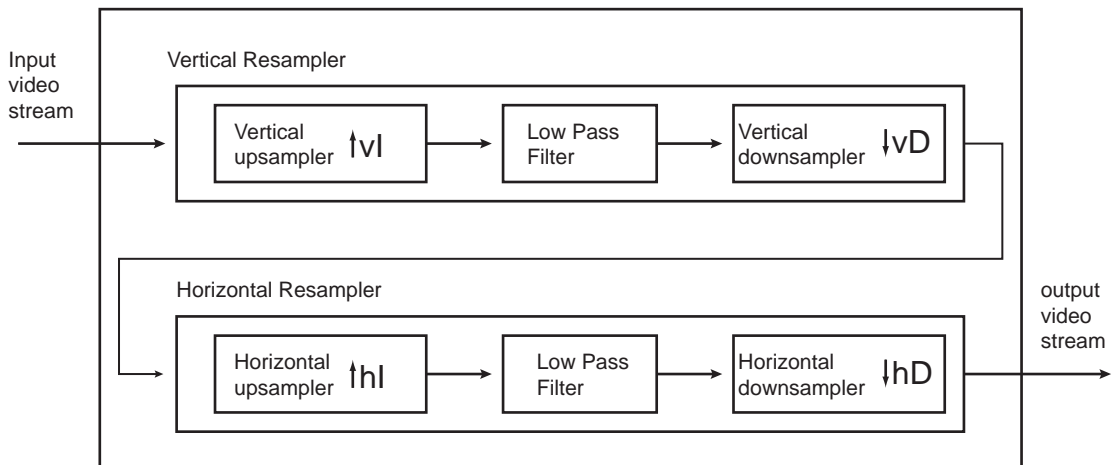 Input
video
stream
Vertical Resampler
Vertical
upsampler
↑vI
Low Pass
Filter
Vertical
downsampler
↓vD
Horizontal Resampler
Horizontal
upsampler
↑hI
Low Pass
Filter
Horizontal
downsampler
↓hD
output
video
stream